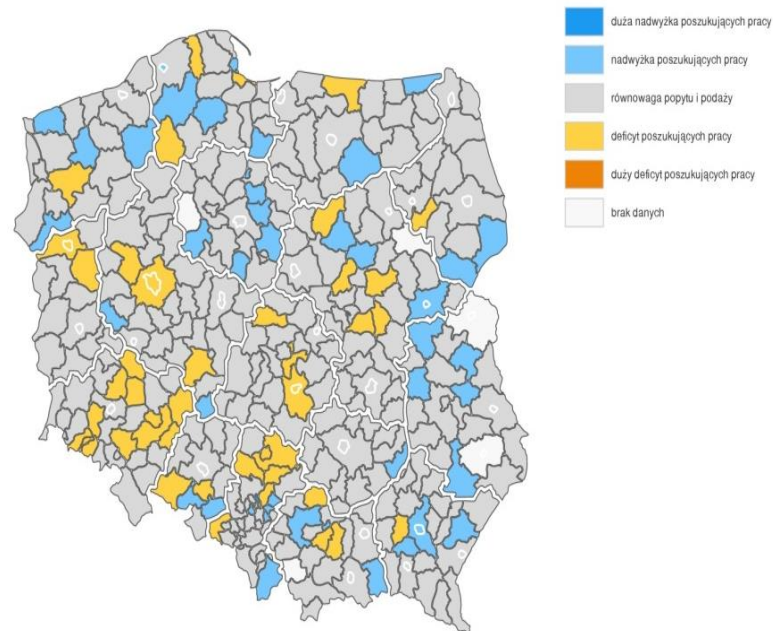 duża nadwyżka poszukujących pracy
nadwyżka poszukujących pracy
równowaga popytu i podaży
deficyt poszukujących pracy
duży deficyt poszukujących pracy
brak danych